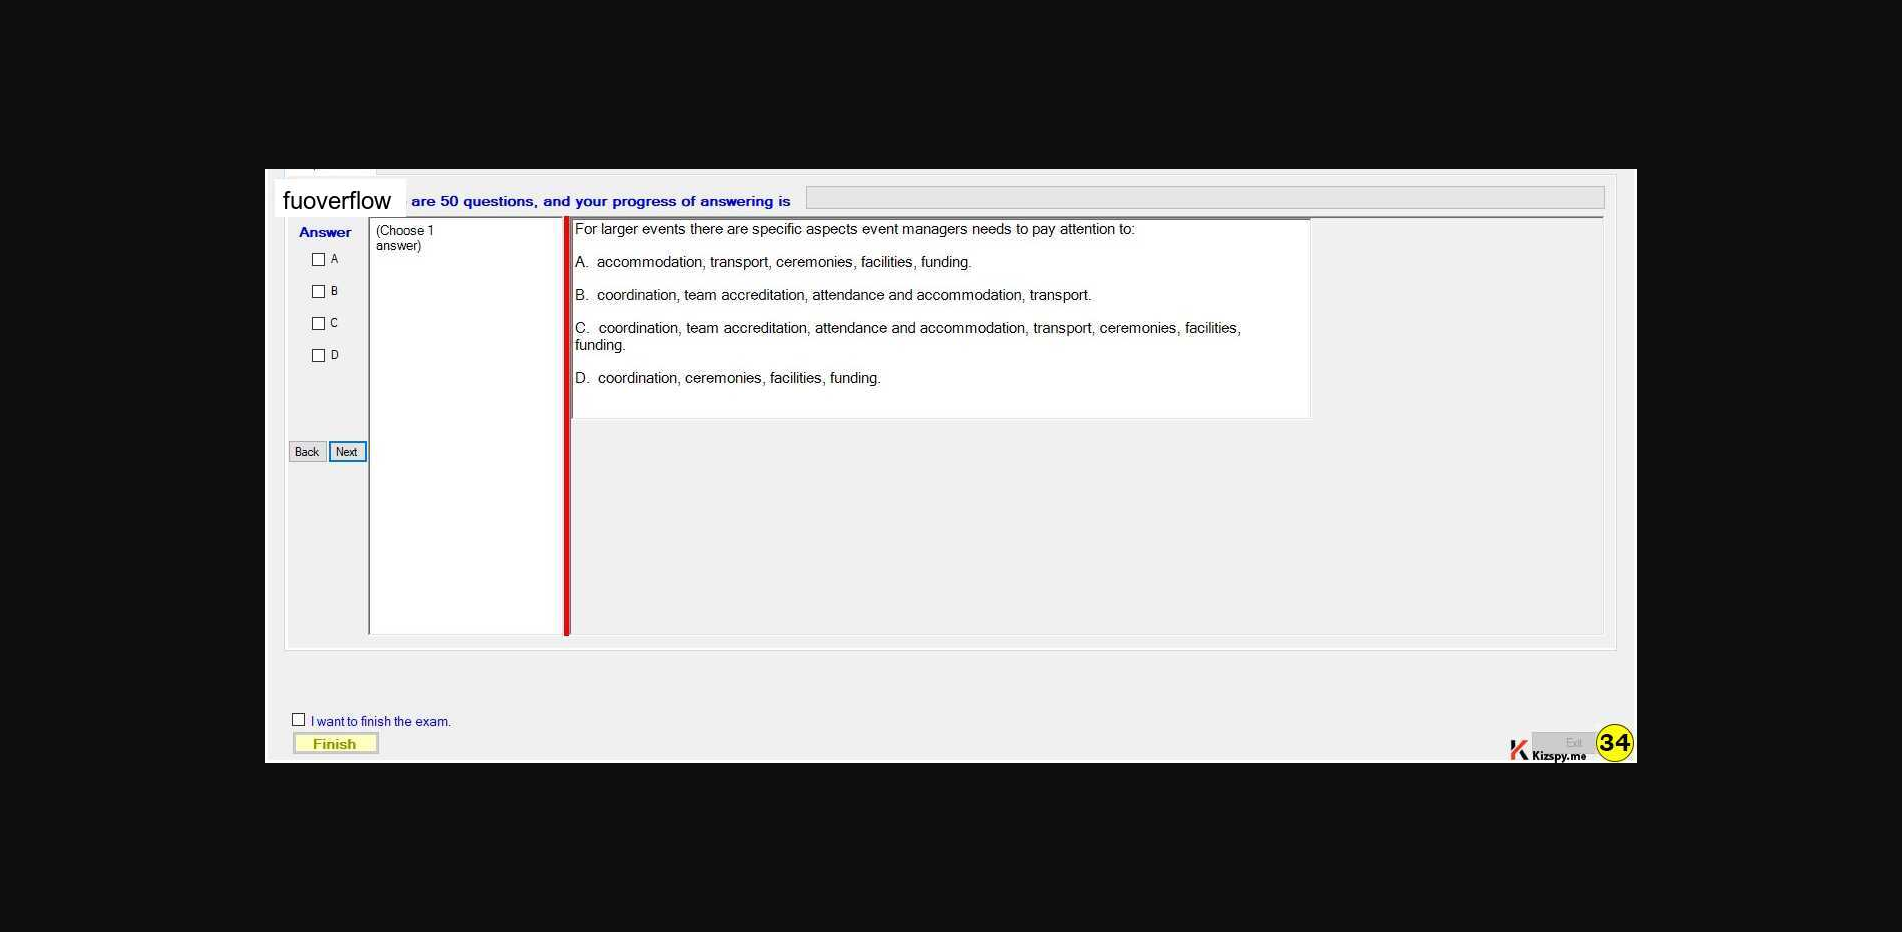 fuoverflow are 50 questions, and your progress of answering is
Answer
(Choose 1
answer)
A
B
C
D
Back Next
For larger events there are specific aspects event managers needs to pay attention to:
A. accommodation, transport, ceremonies, facilities, funding.
B. coordination, team accreditation, attendance and accommodation, transport.
C. coordination, team accreditation, attendance and accommodation, transport, ceremonies, facilities,
funding.
D. coordination, ceremonies, facilities, funding.
I want to finish the exam.
Finish
Exit
34
Kizspy.me